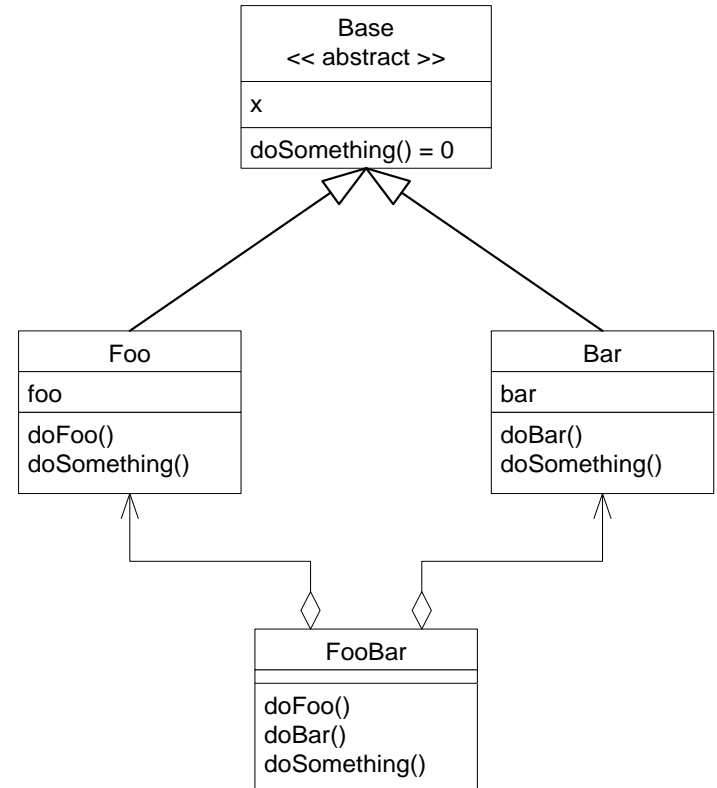 Base
<< abstract >>
x
doSomething() = 0
Foo
foo
doFoo()
doSomething()
Bar
bar
doBar()
doSomething()
FooBar
doFoo()
doBar()
doSomething()